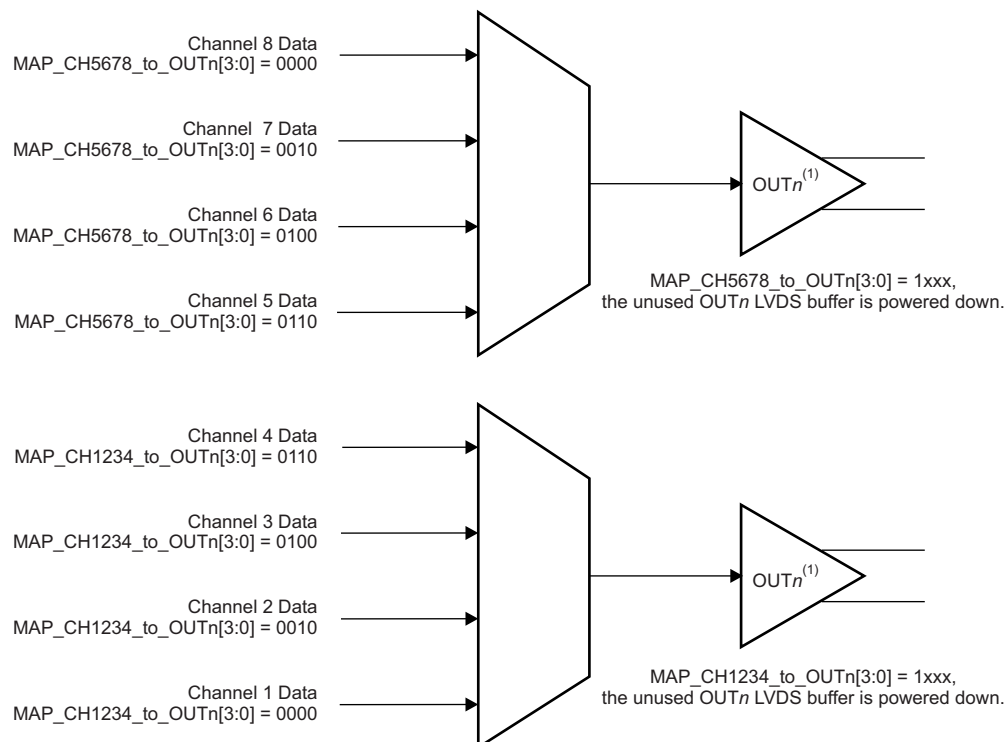 Channel 8 Data
MAP_CH5678_to_OUTn[3:0] = 0000
Channel 7 Data
MAP_CH5678_to_OUTn[3:0] = 0010
Channel 6 Data
MAP_CH5678_to_OUTn[3:0] = 0100
Channel 5 Data
MAP_CH5678_to_OUTn[3:0] = 0110
OUTn(1)
MAP_CH5678_to_OUTn[3:0] = 1xxx,
the unused OUTn LVDS buffer is powered down.
Channel 4 Data
MAP_CH1234_to_OUTn[3:0] = 0110
Channel 3 Data
MAP_CH1234_to_OUTn[3:0] = 0100
Channel 2 Data
MAP_CH1234_to_OUTn[3:0] = 0010
Channel 1 Data
MAP_CH1234_to_OUTn[3:0] = 0000
OUTn(1)
MAP_CH1234_to_OUTn[3:0] = 1xxx,
the unused OUTn LVDS buffer is powered down.